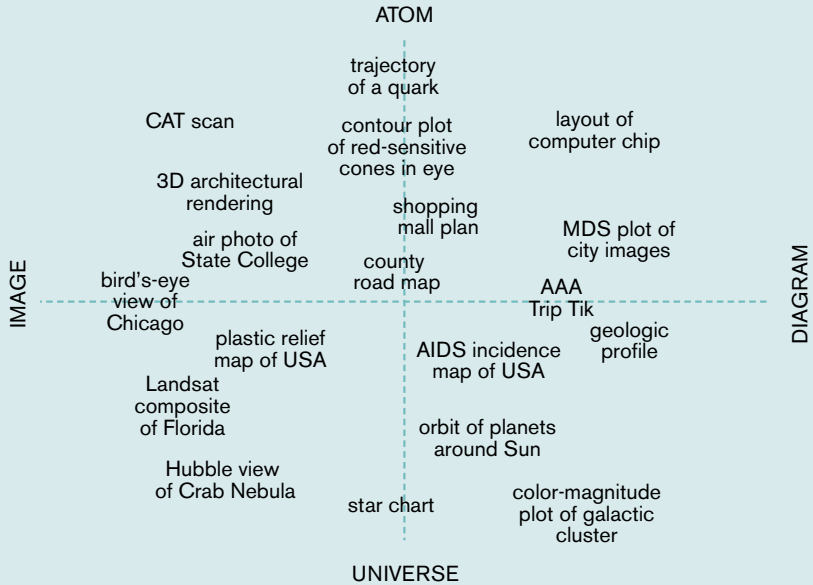 ATOM
trajectory
of a quark
CAT scan
contour plot
of red-sensitive
cones in eye
layout of
computer chip
3D architectural
rendering
shopping
mall plan
MDS plot of
city images
air photo of
State College
county
road map
bird's-eye
view of
Chicago
AAA
Trip Tik
IMAGE
DIAGRAM
geologic
profile
plastic relief
map of USA
AIDS incidence
map of USA
Landsat
composite
of Florida
orbit of planets
around Sun
Hubble view
of Crab Nebula
star chart
color-magnitude
plot of galactic
cluster
UNIVERSE